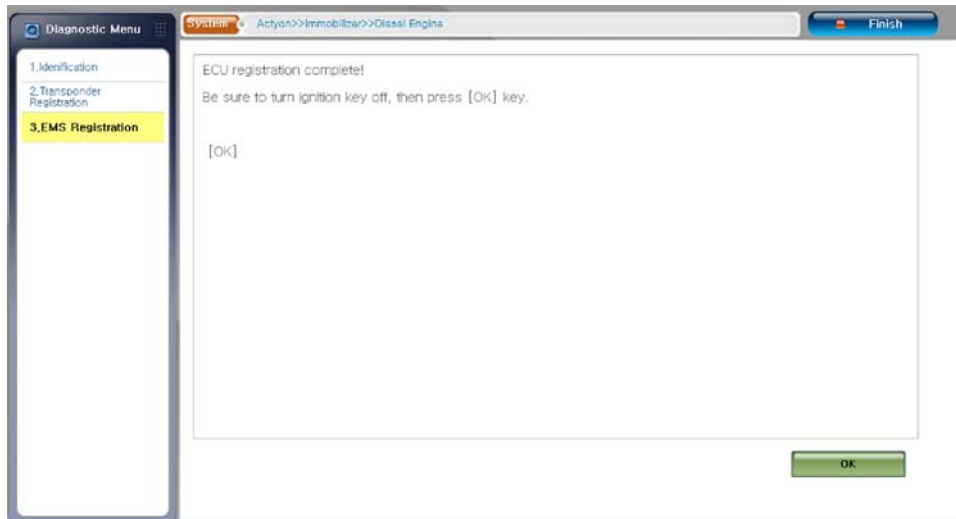 Diagnostic Menu
System
Actyon>>Immobilizer>>Diesel Engine
Finish
1.Idenification
2.Transponder
Registration
3.EMS Registration
ECU registration complete!
Be sure to turn ignition key off, then press [OK] key.
[OK]
OK